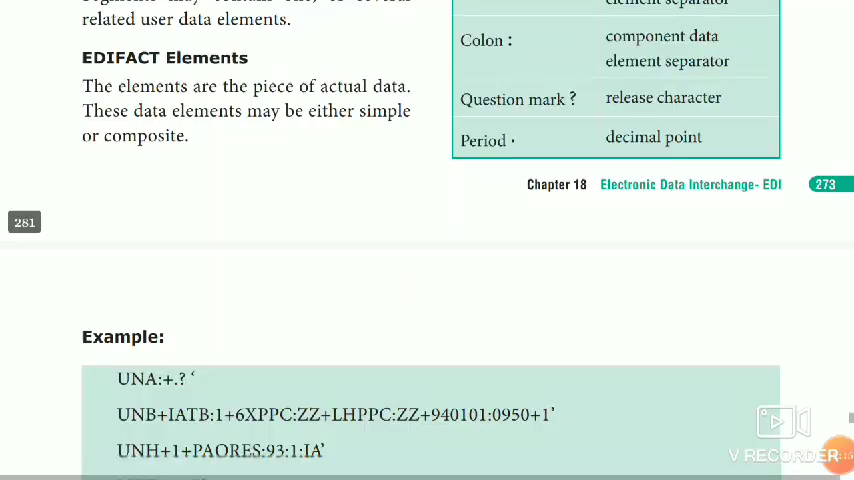 related user data elements.
EDIFACT Elements
The elements are the piece of actual data.
These data elements may be either simple
or composite.
element separator
Colon :
component data
element separator
Question mark ?
release character
Period .
decimal point
Chapter 18 Electronic Data Interchange- EDI 273
281
Example:
UNA:+.? ‘
UNB+IATB:1+6XPPC:ZZ+LHPPC:ZZ+940101:0950+1’
UNH+1+PAORES:93:1:IA’
V RECORDER